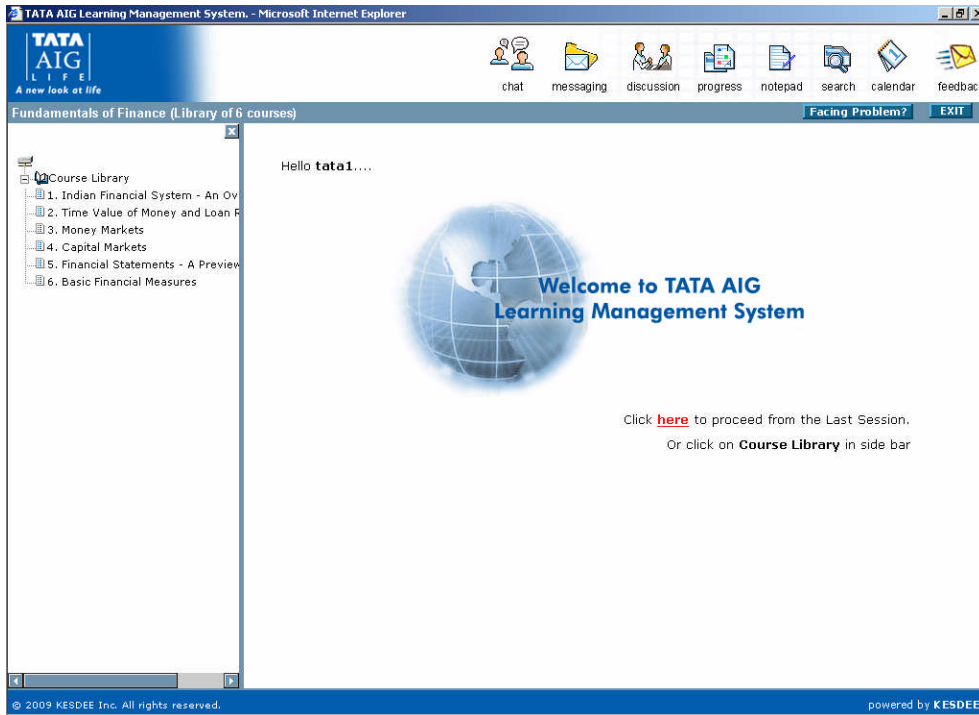 TATA AIG Learning Management System. - Microsoft Internet Explorer
TATA
AIG
LIFE
A new look at life
chat messaging discussion progress notepad search calendar feedbac
Fundamentals of Finance (Library of 6 courses)
Facing Problem? EXIT
Course Library
1. Indian Financial System - An Ov
2. Time Value of Money and Loan R
3. Money Markets
4. Capital Markets
5. Financial Statements - A Preview
6. Basic Financial Measures
Hello tata1....
Welcome to TATA AIG
Learning Management System
Click here to proceed from the Last Session.
Or click on Course Library in side bar
© 2009 KESDEE Inc. All rights reserved.
powered by KESDEE